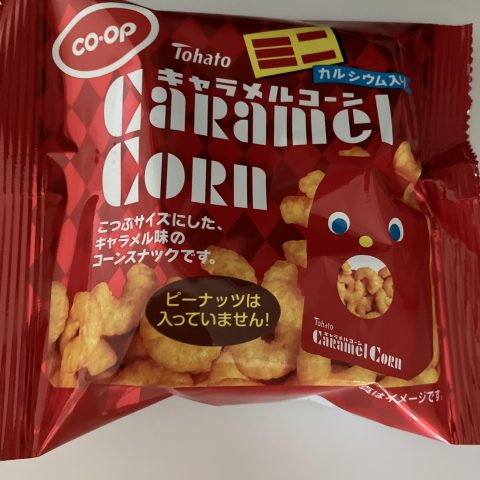 CO·OP
Tohato
ミニ
カルシウム入り
キャラメルコーン
CaRaMel
CORN
こつぶサイズにした、
キャラメル味の
コーンスナックです。
ピーナッツは
入っていません!
Tohato
キャラメルコーン
CaRaMel CORN
はイメージです。